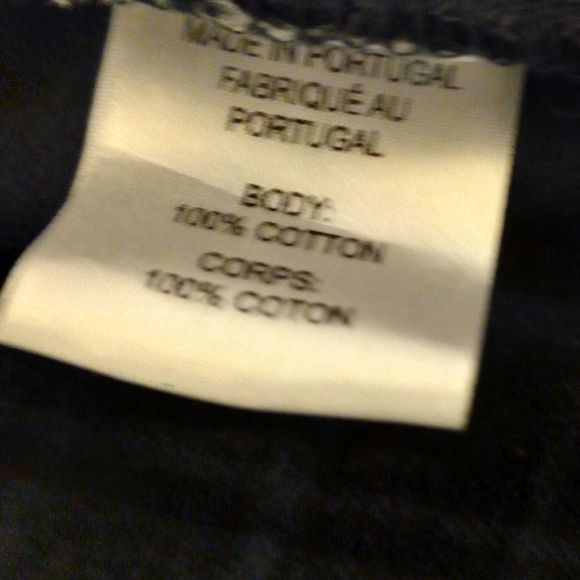 MADE IN PORTUGAL
FABRIQUÉ AU
PORTUGAL
BODY:
100% COTTON
CORPS:
100% COTON